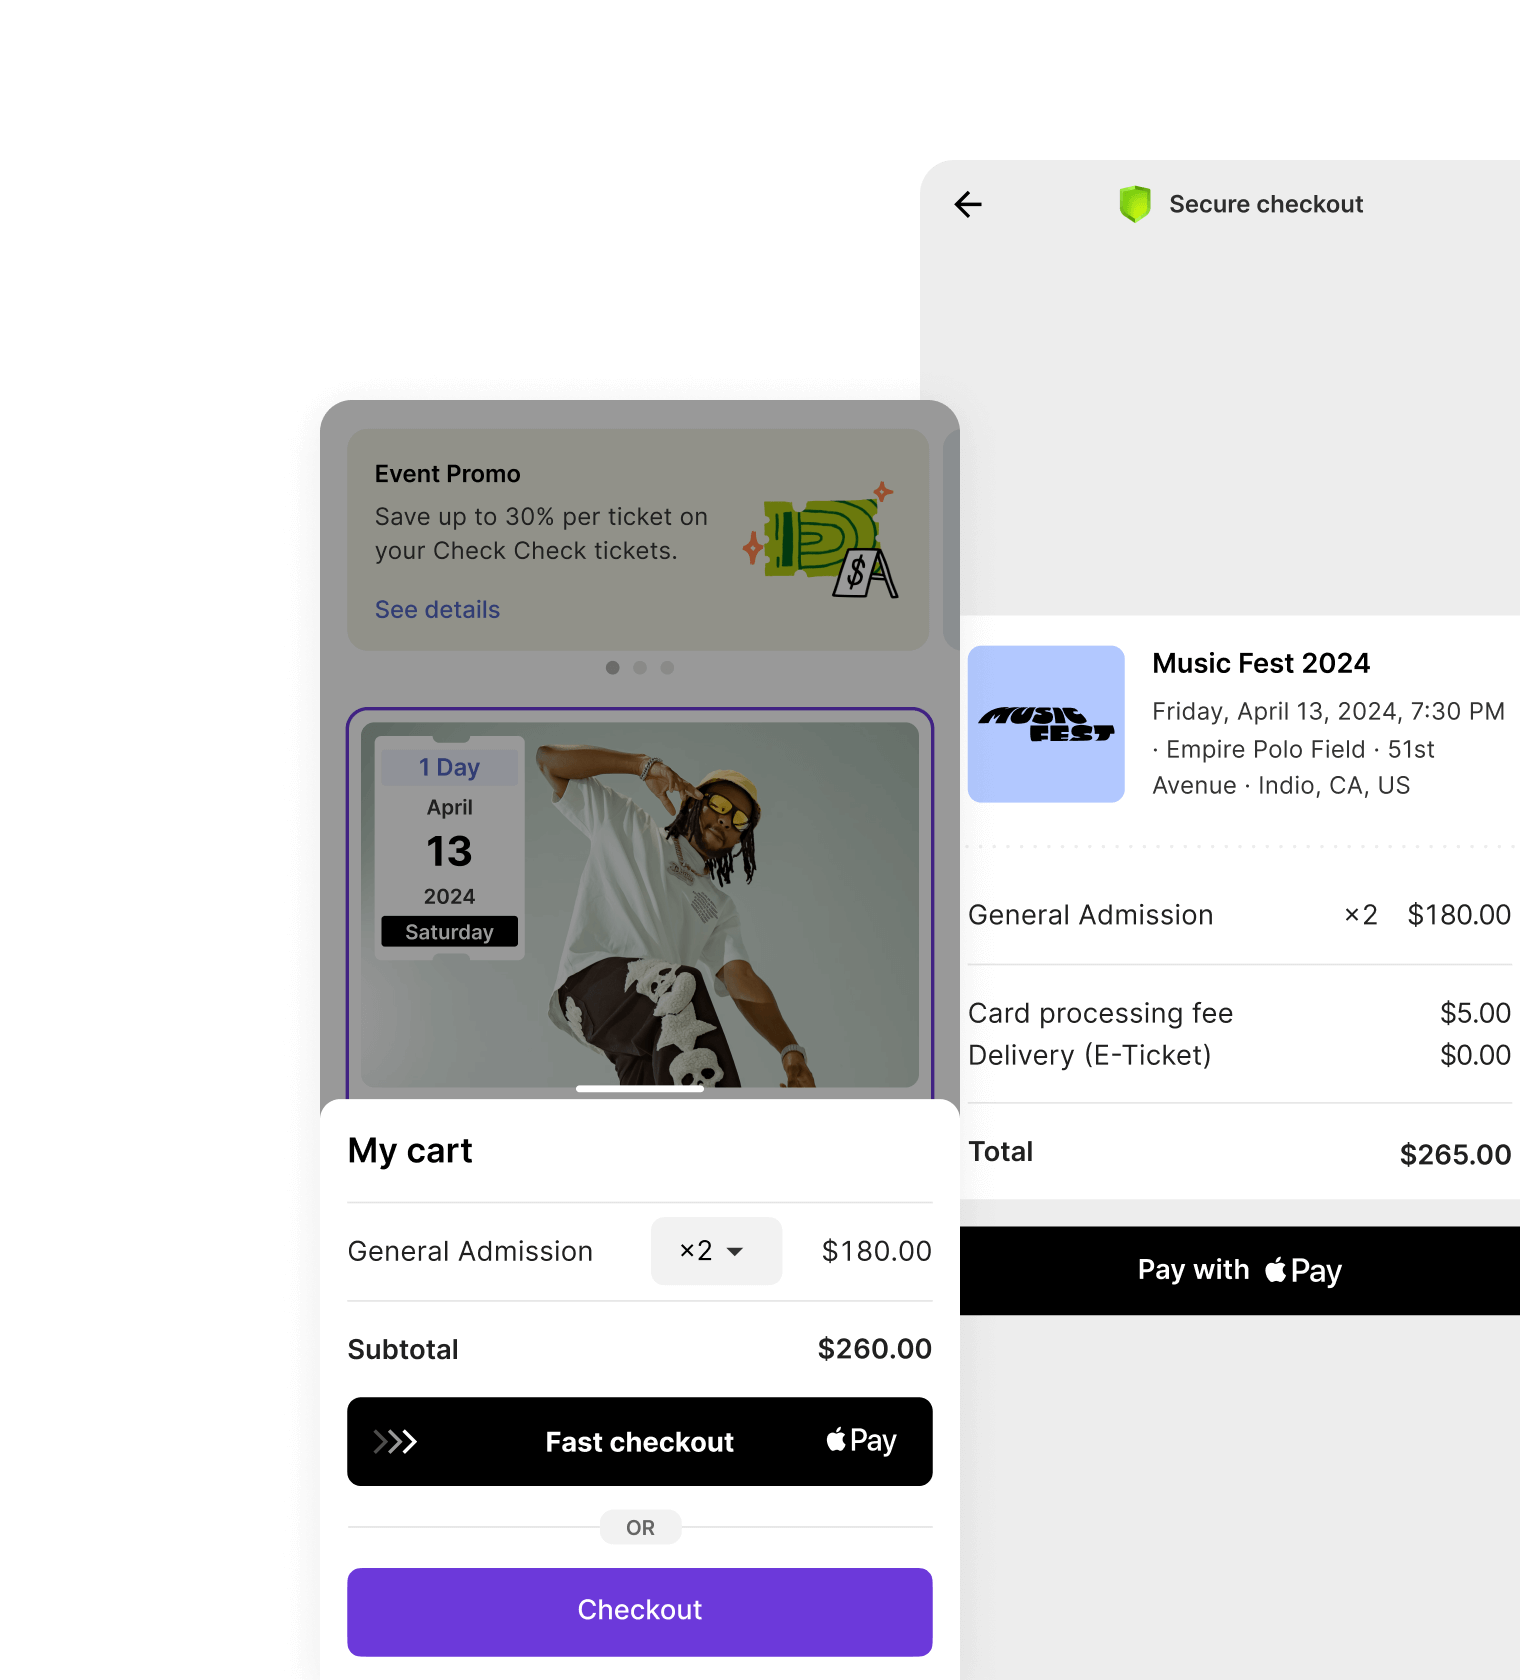 Secure checkout
Event Promo
Save up to 30% per ticket on
your Check Check tickets.
See details
$
1 Day
April
13
2024
Saturday
My cart
General Admission ×2 $180.00
Subtotal $260.00
Fast checkout Pay
OR
Checkout
MUSIC
FEST
Music Fest 2024
Friday, April 13, 2024, 7:30 PM
· Empire Polo Field · 51st
Avenue · Indio, CA, US
General Admission ×2 $180.00
Card processing fee $5.00
Delivery (E-Ticket) $0.00
Total $265.00
Pay with Pay